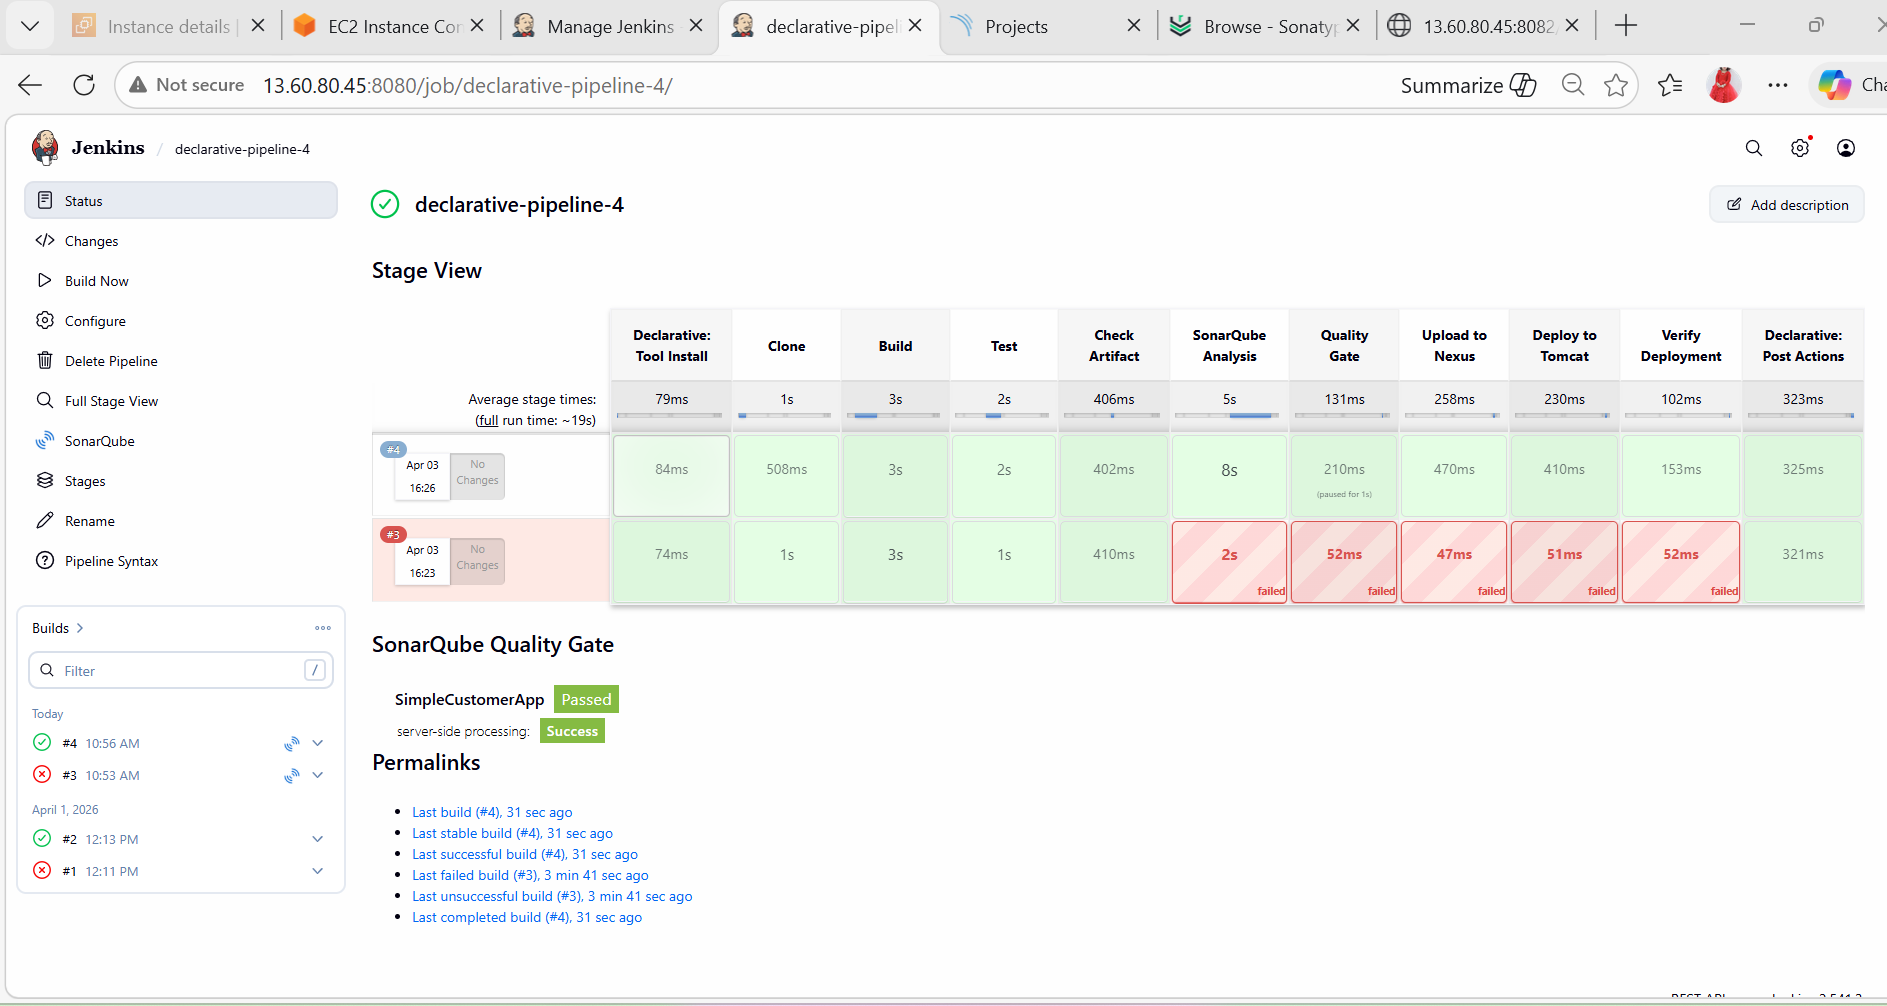 Instance details
EC2 Instance Con
Manage Jenkins
declarative-pipeli
Projects
Browse - Sonatyp
13.60.80.45:8082
Not secure
13.60.80.45:8080/job/declarative-pipeline-4/
Summarize
Cha
Jenkins / declarative-pipeline-4
Status
Changes
Build Now
Configure
Delete Pipeline
Full Stage View
SonarQube
Stages
Rename
Pipeline Syntax
Builds
Filter
/
Today
#4 10:56 AM
#3 10:53 AM
April 1, 2026
#2 12:13 PM
#1 12:11 PM
declarative-pipeline-4
Add description
Stage View
Declarative: Tool Install
Clone
Build
Test
Check Artifact
SonarQube Analysis
Quality Gate
Upload to Nexus
Deploy to Tomcat
Verify Deployment
Declarative: Post Actions
Average stage times:
(full run time: ~19s)
79ms 1s 3s 2s 406ms 5s 131ms 258ms 230ms 102ms 323ms
#4
Apr 03
16:26
No Changes
84ms 508ms 3s 2s 402ms 8s 210ms 470ms 410ms 153ms 325ms
(paused for 1s)
#3
Apr 03
16:23
No Changes
74ms 1s 3s 1s 410ms 2s 52ms 47ms 51ms 52ms 321ms
failed failed failed failed failed
SonarQube Quality Gate
SimpleCustomerApp Passed
server-side processing: Success
Permalinks
Last build (#4), 31 sec ago
Last stable build (#4), 31 sec ago
Last successful build (#4), 31 sec ago
Last failed build (#3), 3 min 41 sec ago
Last unsuccessful build (#3), 3 min 41 sec ago
Last completed build (#4), 31 sec ago